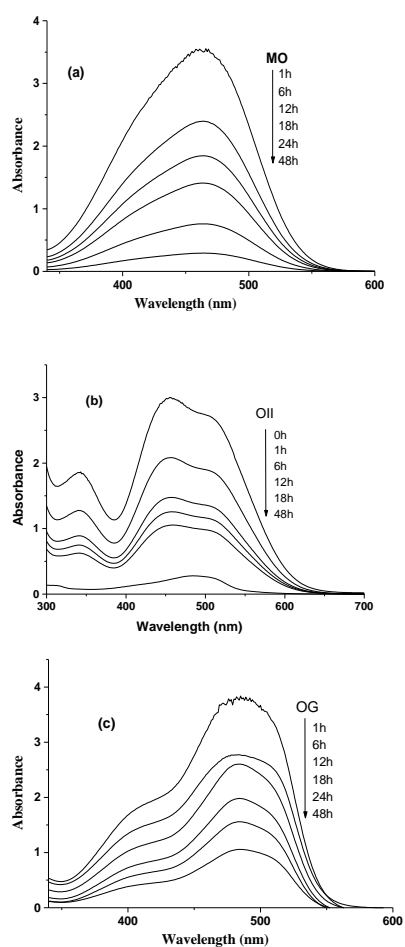 4
(a)
MO
1h
6h
12h
18h
24h
48h
3
2
1
0
Absorbance
400
500
600
Wavelength (nm)
(b)
OII
0h
1h
6h
12h
18h
48h
3
2
1
0
Absorbance
300
400
500
600
700
Wavelength (nm)
(c)
OG
1h
6h
12h
18h
24h
48h
4
3
2
1
0
Absorbance
400
500
600
Wavelength (nm)